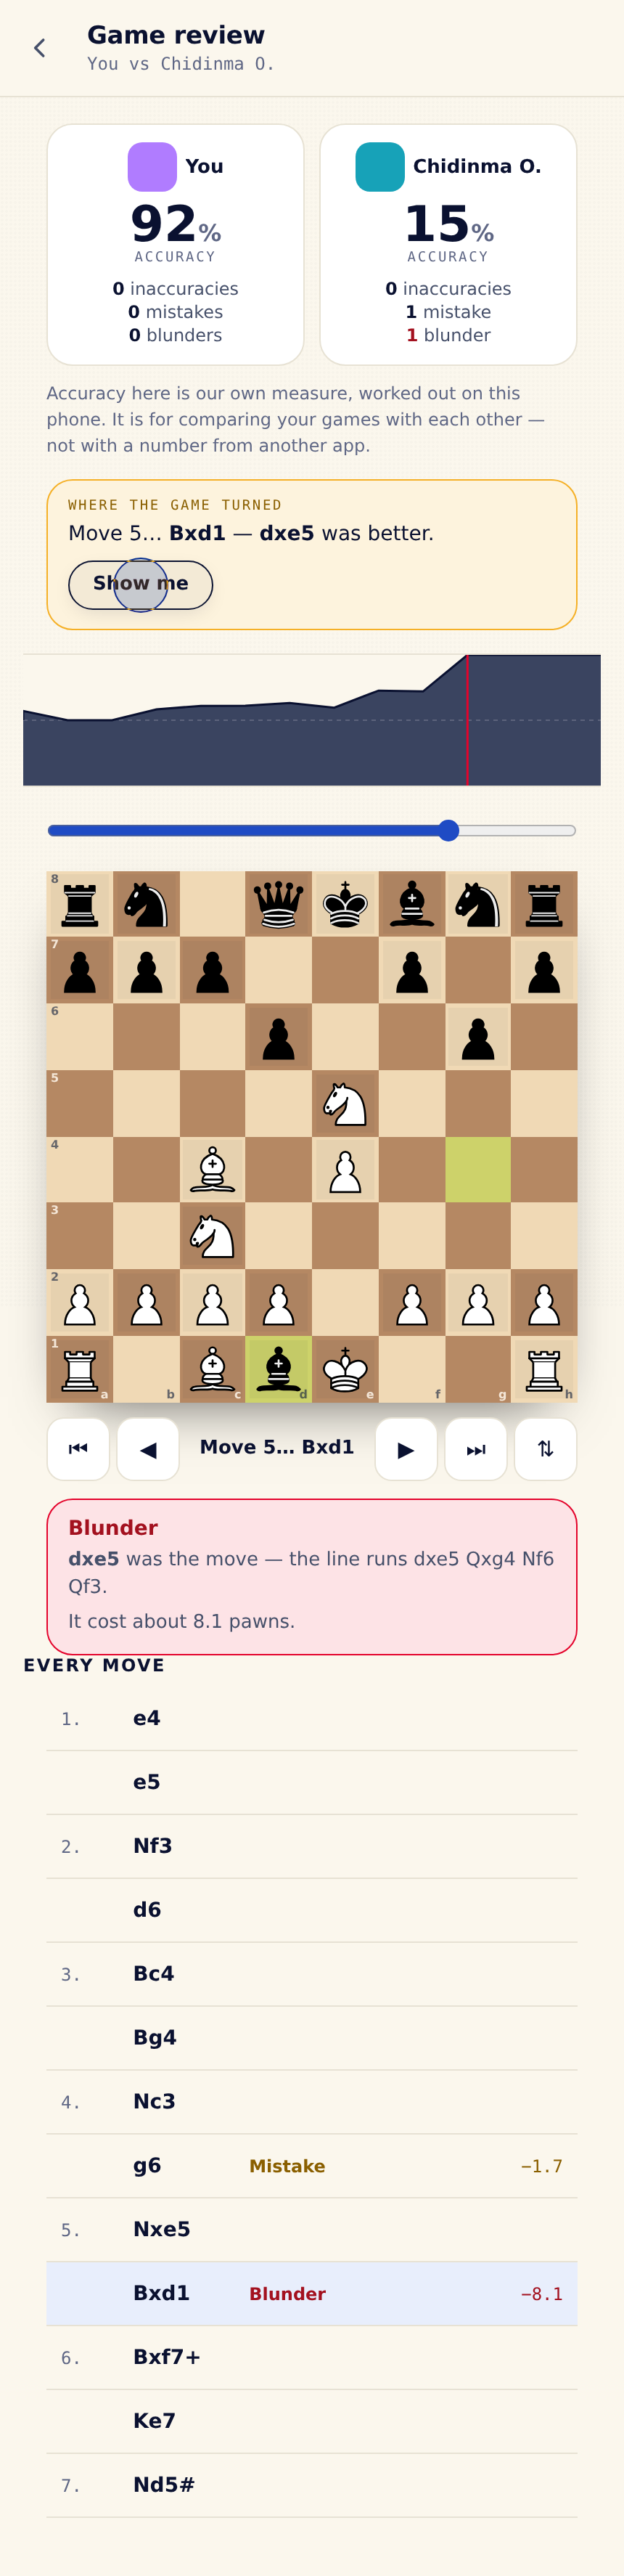 Game review
You vs Chidinma O.
You
92%
ACCURACY
0 inaccuracies
0 mistakes
0 blunders
Chidinma O.
15%
ACCURACY
0 inaccuracies
1 mistake
1 blunder
Accuracy here is our own measure, worked out on this
phone. It is for comparing your games with each other —
not with a number from another app.
WHERE THE GAME TURNED
Move 5… Bxd1 — dxe5 was better.
Show me
8
7
6
5
4
3
2
1
a b c d e f g h
Move 5… Bxd1
Blunder
dxe5 was the move — the line runs dxe5 Qxg4 Nf6
Qf3.
It cost about 8.1 pawns.
EVERY MOVE
1. e4
e5
2. Nf3
d6
3. Bc4
Bg4
4. Nc3
g6 Mistake −1.7
5. Nxe5
Bxd1 Blunder −8.1
6. Bxf7+
Ke7
7. Nd5#